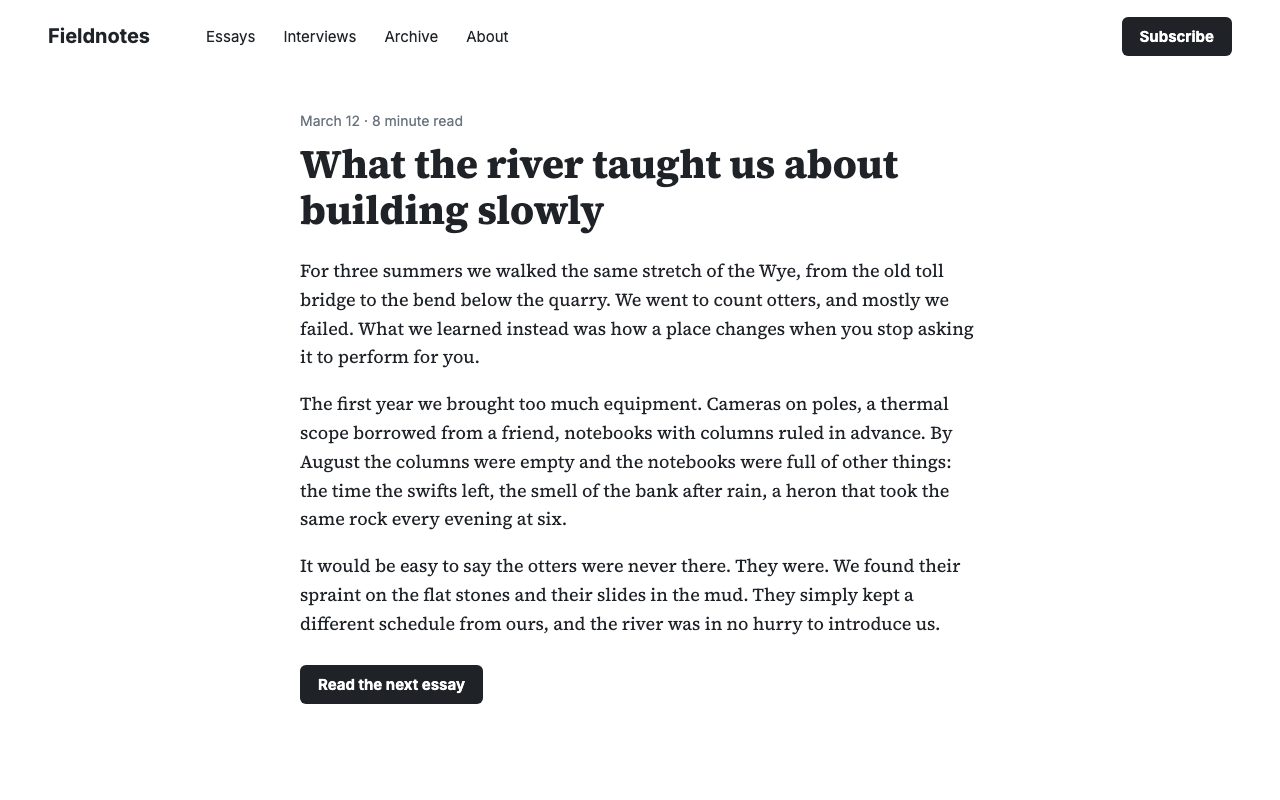 Fieldnotes
Essays
Interviews
Archive
About
Subscribe
March 12 · 8 minute read
What the river taught us about
building slowly
For three summers we walked the same stretch of the Wye, from the old toll
bridge to the bend below the quarry. We went to count otters, and mostly we
failed. What we learned instead was how a place changes when you stop asking
it to perform for you.
The first year we brought too much equipment. Cameras on poles, a thermal
scope borrowed from a friend, notebooks with columns ruled in advance. By
August the columns were empty and the notebooks were full of other things:
the time the swifts left, the smell of the bank after rain, a heron that took the
same rock every evening at six.
It would be easy to say the otters were never there. They were. We found their
spraint on the flat stones and their slides in the mud. They simply kept a
different schedule from ours, and the river was in no hurry to introduce us.
Read the next essay